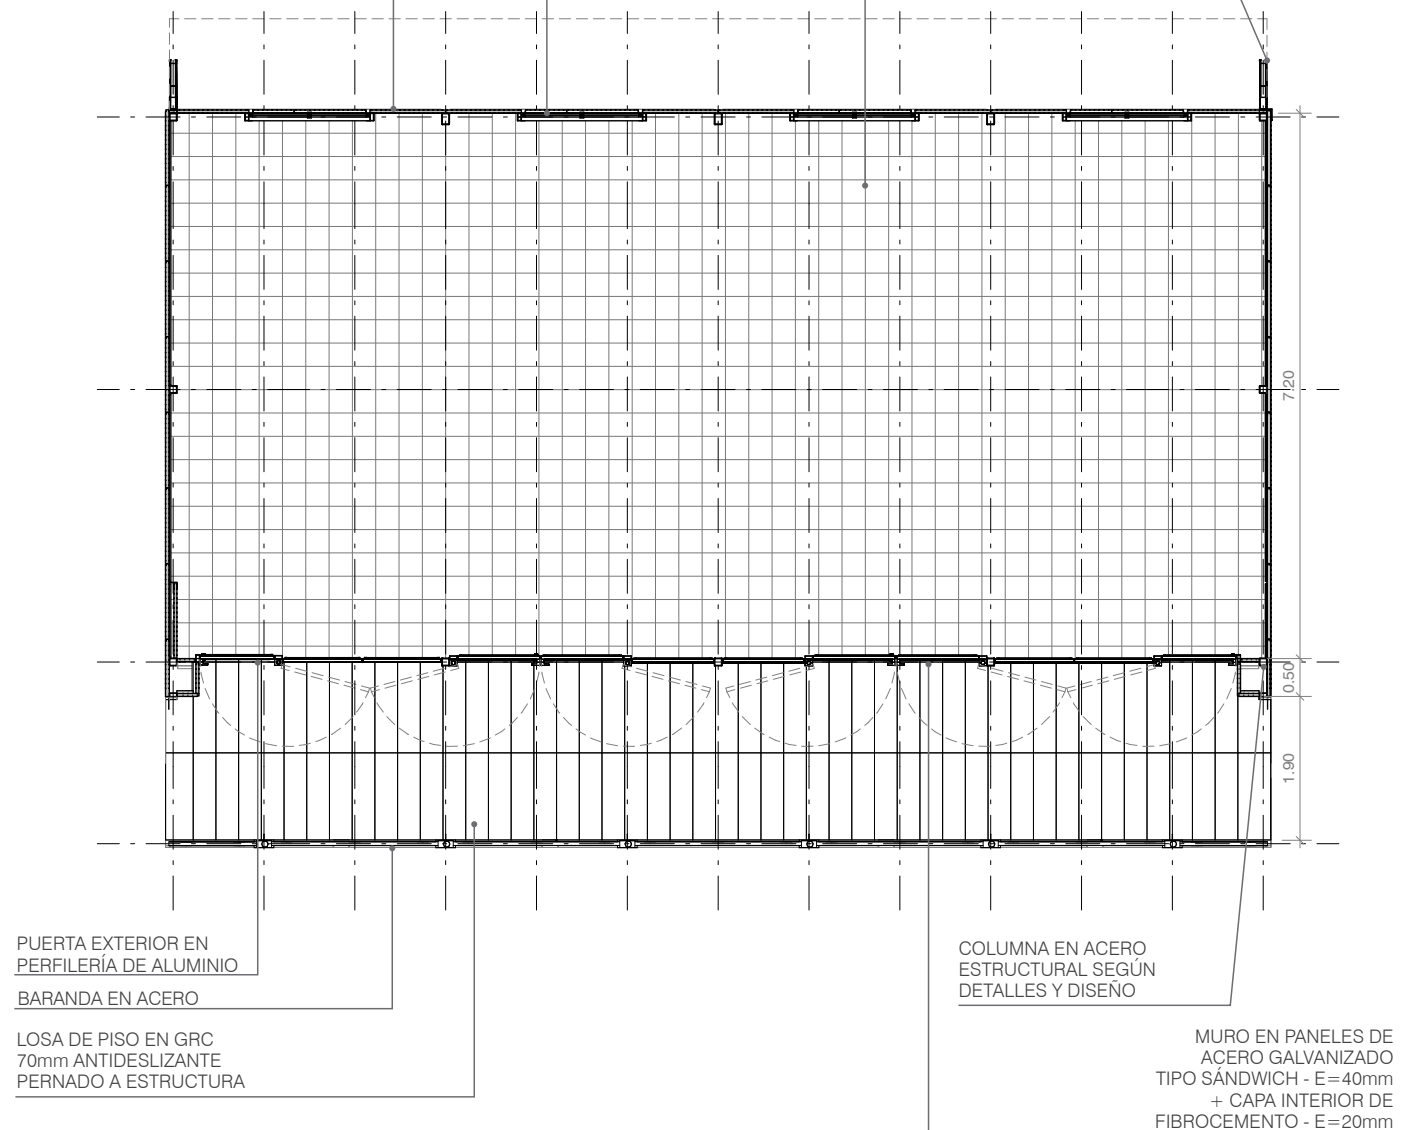 7.20
0.50
1.90
PUERTA EXTERIOR EN
PERFILERÍA DE ALUMINIO
BARANDA EN ACERO
LOSA DE PISO EN GRC
70mm ANTIDESLIZANTE
PERNADO A ESTRUCTURA
COLUMNA EN ACERO
ESTRUCTURAL SEGÚN
DETALLES Y DISEÑO
MURO EN PANELES DE
ACERO GALVANIZADO
TIPO SÁNDWICH - E=40mm
+ CAPA INTERIOR DE
FIBROCEMENTO - E=20mm